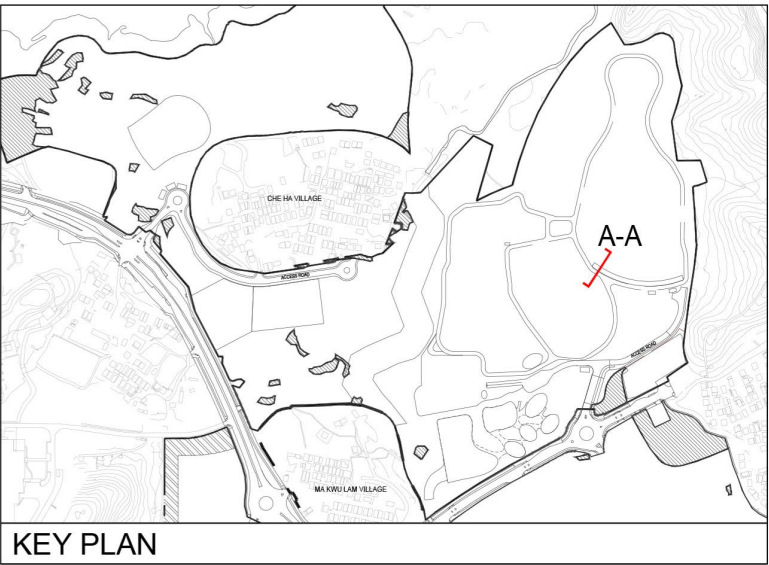 CHE HA VILLAGE
A-A
ACCESS ROAD
ACCESS ROAD
MA KWU LAM VILLAGE
KEY PLAN